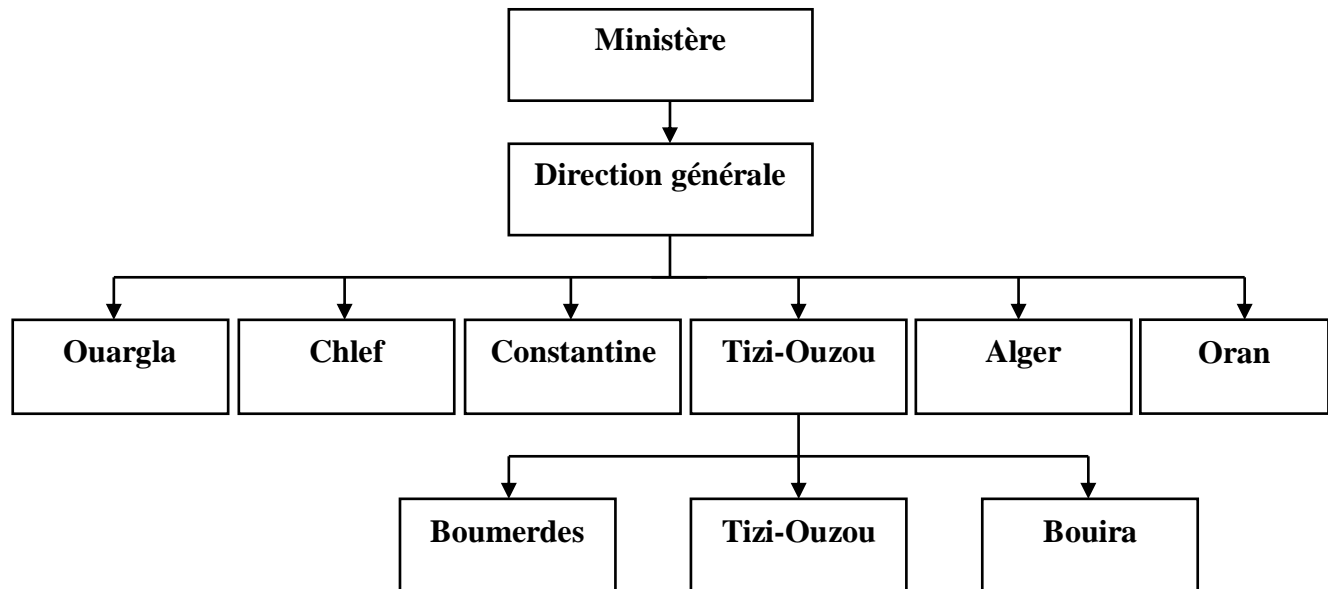 Ministère
Direction générale
Ouargla
Chlef
Constantine
Tizi-Ouzou
Alger
Oran
Boumerdes
Tizi-Ouzou
Bouira